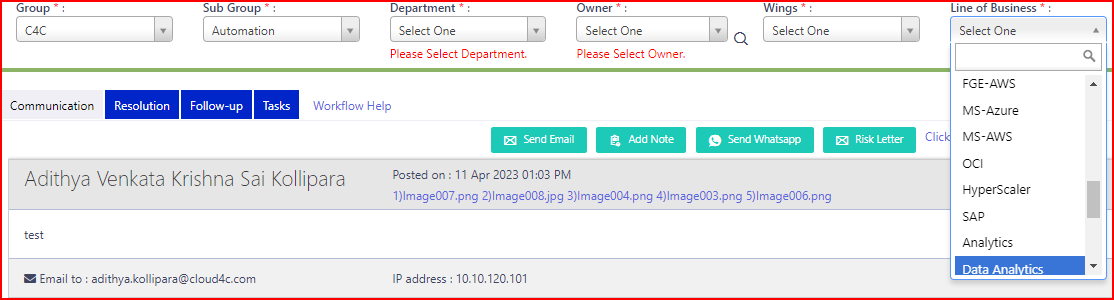 Group * : Sub Group * : Department * : Owner * : Wings * : Line of Business * :
C4C Automation Select One Select One Select One Select One
Please Select Department. Please Select Owner.
FGE-AWS
MS-Azure
MS-AWS
OCI
HyperScaler
SAP
Analytics
Data Analytics
Communication Resolution Follow-up Tasks Workflow Help
Send Email Add Note Send Whatsapp Risk Letter Click
Adithya Venkata Krishna Sai Kollipara Posted on : 11 Apr 2023 01:03 PM
1)Image007.png 2)Image008.jpg 3)Image004.png 4)Image003.png 5)Image006.png
test
Email to : adithya.kollipara@cloud4c.com IP address : 10.10.120.101